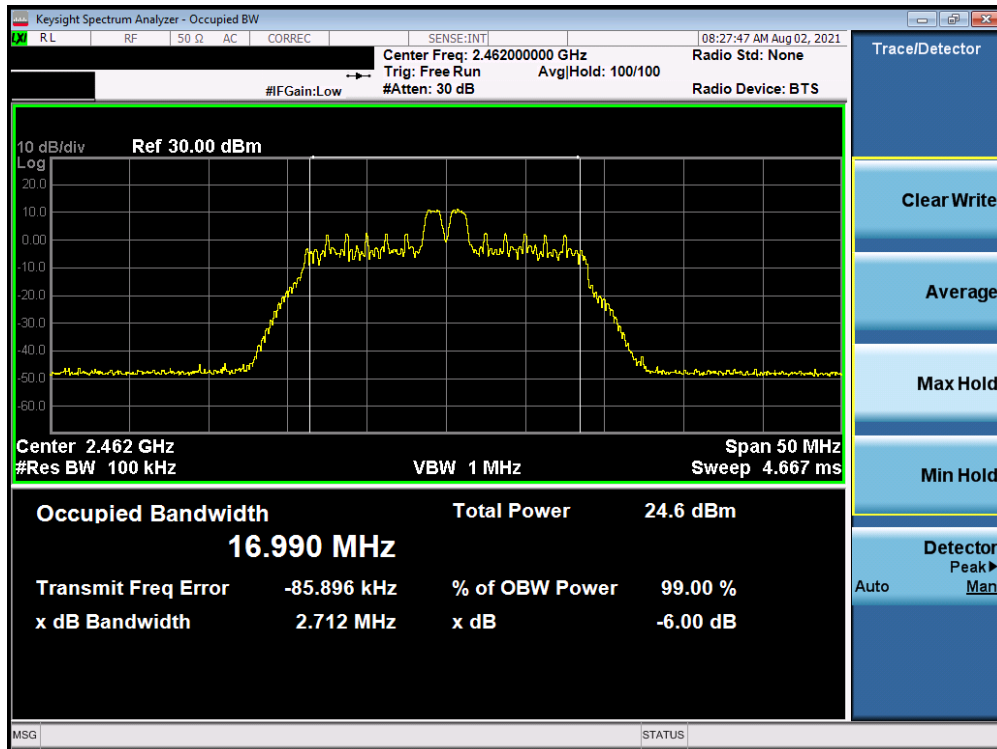 Keysight Spectrum Analyzer - Occupied BW
LXI RL RF 50 Ω AC CORREC SENSE:INT 08:27:47 AM Aug 02, 2021
Center Freq: 2.462000000 GHz Radio Std: None
Trig: Free Run Avg|Hold: 100/100
#IFGain:Low #Atten: 30 dB Radio Device: BTS
Trace/Detector
10 dB/div Ref 30.00 dBm
Log
20.0
10.0
0.00
-10.0
-20.0
-30.0
-40.0
-50.0
-60.0
Center 2.462 GHz Span 50 MHz
#Res BW 100 kHz VBW 1 MHz Sweep 4.667 ms
Occupied Bandwidth Total Power 24.6 dBm
16.990 MHz
Transmit Freq Error -85.896 kHz % of OBW Power 99.00 %
x dB Bandwidth 2.712 MHz x dB -6.00 dB
Clear Write
Average
Max Hold
Min Hold
Detector
Peak▶
Auto Man
MSG STATUS